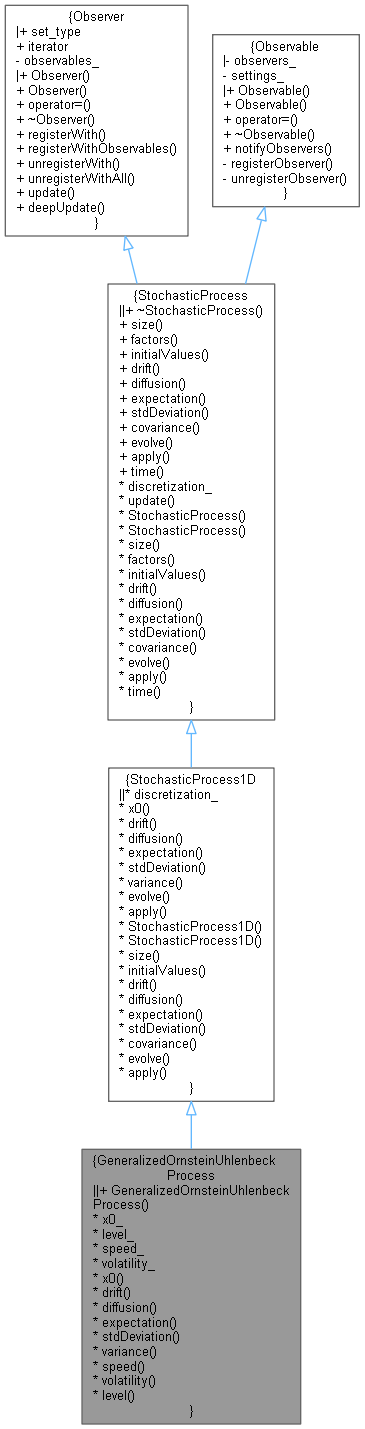 {Observer
|+ set_type
+ iterator
- observables_
|+ Observer()
+ Observer()
+ operator=()
+ ~Observer()
+ registerWith()
+ registerWithObservables()
+ unregisterWith()
+ unregisterWithAll()
+ update()
+ deepUpdate()
}
{Observable
|- observers_
- settings_
|+ Observable()
+ Observable()
+ operator=()
+ ~Observable()
+ notifyObservers()
- registerObserver()
- unregisterObserver()
}
{StochasticProcess
||+ ~StochasticProcess()
+ size()
+ factors()
+ initialValues()
+ drift()
+ diffusion()
+ expectation()
+ stdDeviation()
+ covariance()
+ evolve()
+ apply()
+ time()
* discretization_
* update()
* StochasticProcess()
* StochasticProcess()
* size()
* factors()
* initialValues()
* drift()
* diffusion()
* expectation()
* stdDeviation()
* covariance()
* evolve()
* apply()
* time()
}
{StochasticProcess1D
||* discretization_
* x0()
* drift()
* diffusion()
* expectation()
* stdDeviation()
* variance()
* evolve()
* apply()
* StochasticProcess1D()
* StochasticProcess1D()
* size()
* initialValues()
* drift()
* diffusion()
* expectation()
* stdDeviation()
* covariance()
* evolve()
* apply()
}
{GeneralizedOrnsteinUhlenbeck
Process
||+ GeneralizedOrnsteinUhlenbeck
Process()
* x0_
* level_
* speed_
* volatility_
* x0()
* drift()
* diffusion()
* expectation()
* stdDeviation()
* variance()
* speed()
* volatility()
* level()
}